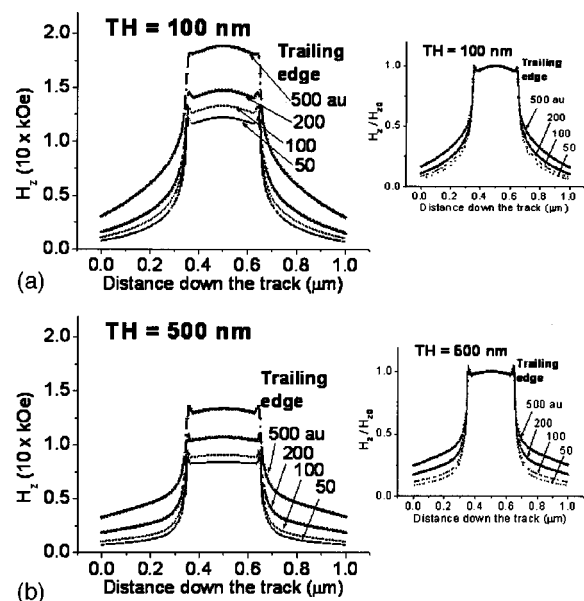 TH = 100 nm
2.0
1.5
1.0
0.5
0.0
H_z (10 x kOe)
Trailing
edge
500 au
200
100
50
0.0 0.2 0.4 0.6 0.8 1.0
Distance down the track (μm)
(a)
TH = 100 nm
1.0
0.5
0.0
H_z / H_z0
Trailing
edge
500 au
200
100
50
0.0 0.2 0.4 0.6 0.8 1.0
Distance down the track (μm)
TH = 500 nm
2.0
1.5
1.0
0.5
0.0
H_z (10 x kOe)
Trailing
edge
500 au
200
100
50
0.0 0.2 0.4 0.6 0.8 1.0
Distance down the track (μm)
(b)
TH = 500 nm
1.0
0.5
0.0
H_z / H_z0
Trailing
edge
500 au
200
100
50
0.0 0.2 0.4 0.6 0.8 1.0
Distance down the track (μm)